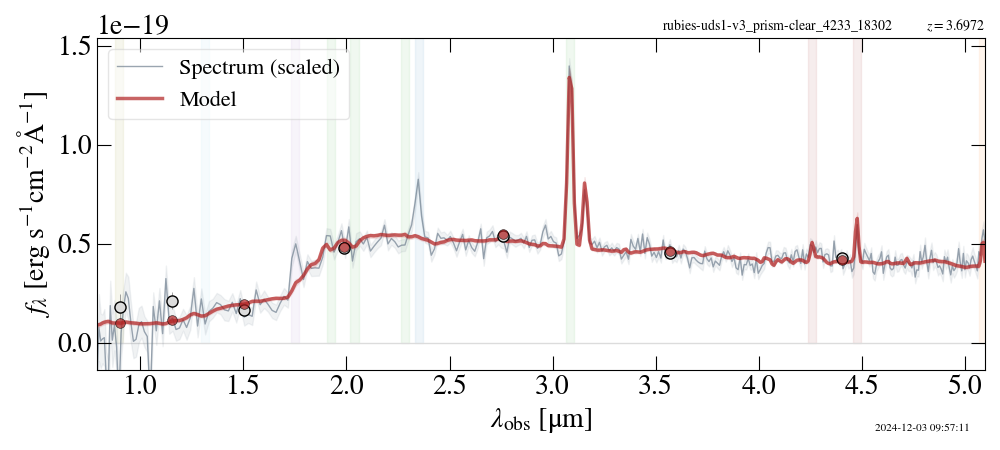 1e−19
rubies-uds1-v3_prism-clear_4233_18302 z = 3.6972
Spectrum (scaled)
Model
1.5
1.0
0.5
0.0
fλ [erg s⁻¹cm⁻²Å⁻¹]
1.0 1.5 2.0 2.5 3.0 3.5 4.0 4.5 5.0
λobs [μm]
2024-12-03 09:57:11